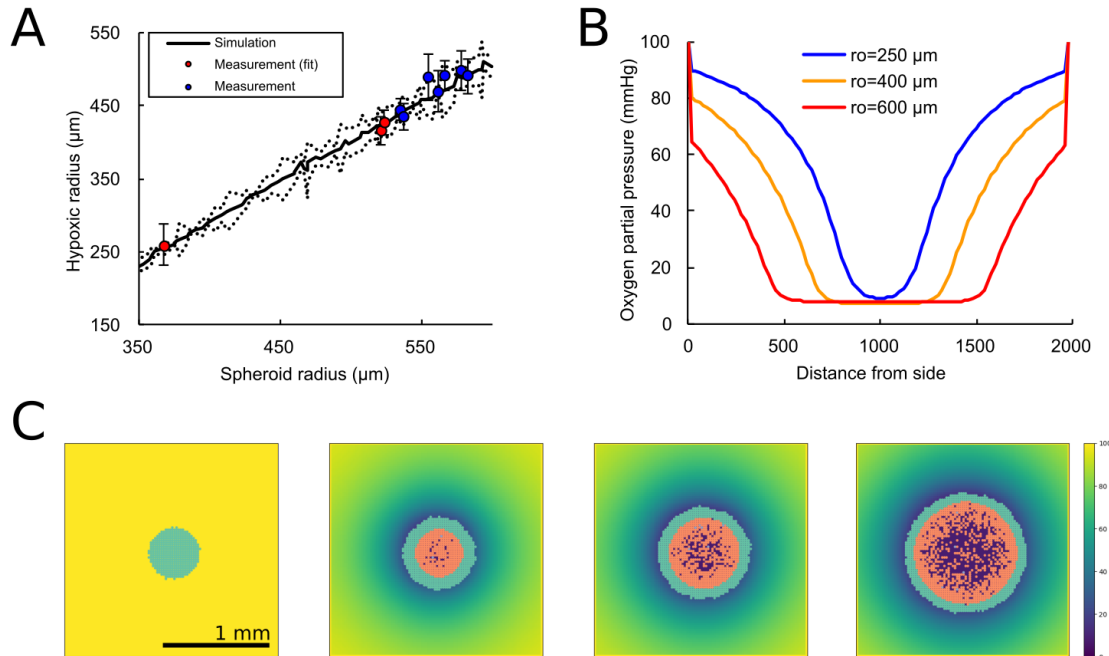 A
550
Simulation
Measurement (fit)
Measurement
450
350
250
150
350
450
550
Hypoxic radius (µm)
Spheroid radius (µm)
B
100
80
60
40
20
0
ro=250 µm
ro=400 µm
ro=600 µm
0
500
1000
1500
2000
Oxygen partial pressure (mmHg)
Distance from side
C
1 mm
100
80
60
40
20